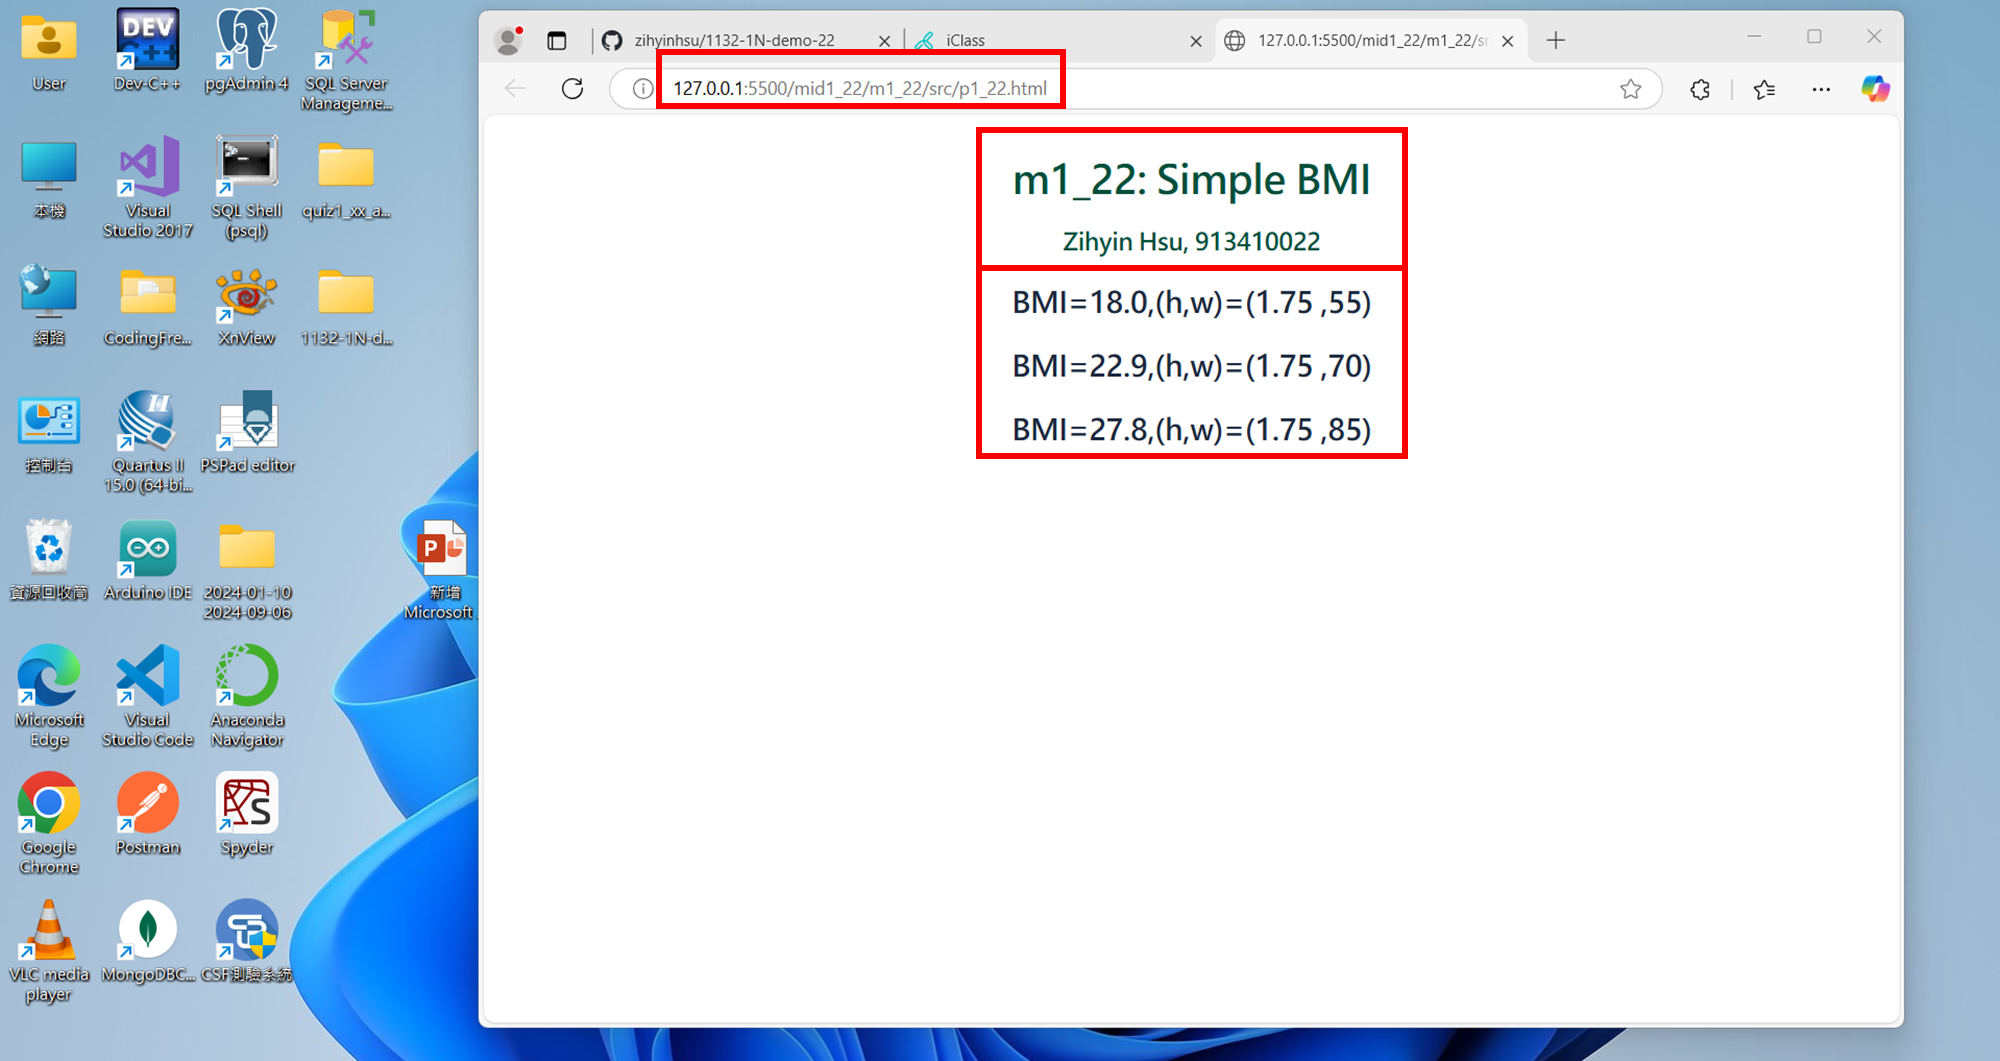 User
Dev-C++
pgAdmin 4
SQL Server
Manageme...
本機
Visual
Studio 2017
SQL Shell
(psql)
quiz1_xx_a...
網路
CodingFre...
XnView
1132-1N-d...
控制台
Quartus II
15.0 (64-bi...
PSPad editor
資源回收筒
Arduino IDE
2024-01-10
2024-09-06
新增
Microsoft
Microsoft
Edge
Visual
Studio Code
Anaconda
Navigator
Google
Chrome
Postman
Spyder
VLC media
player
MongoDBC...
CSF測驗系統
DEV
C++
P
zihyinhsu/1132-1N-demo-22
iClass
127.0.0.1:5500/mid1_22/m1_22/sr
127.0.0.1:5500/mid1_22/m1_22/src/p1_22.html
m1_22: Simple BMI
Zihyin Hsu, 913410022
BMI=18.0,(h,w)=(1.75 ,55)
BMI=22.9,(h,w)=(1.75 ,70)
BMI=27.8,(h,w)=(1.75 ,85)